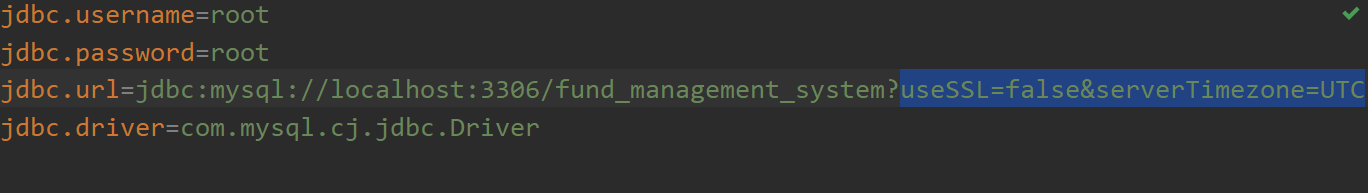 jdbc.username=root
jdbc.password=root
jdbc.url=jdbc:mysql://localhost:3306/fund_management_system?useSSL=false&serverTimezone=UTC
jdbc.driver=com.mysql.cj.jdbc.Driver